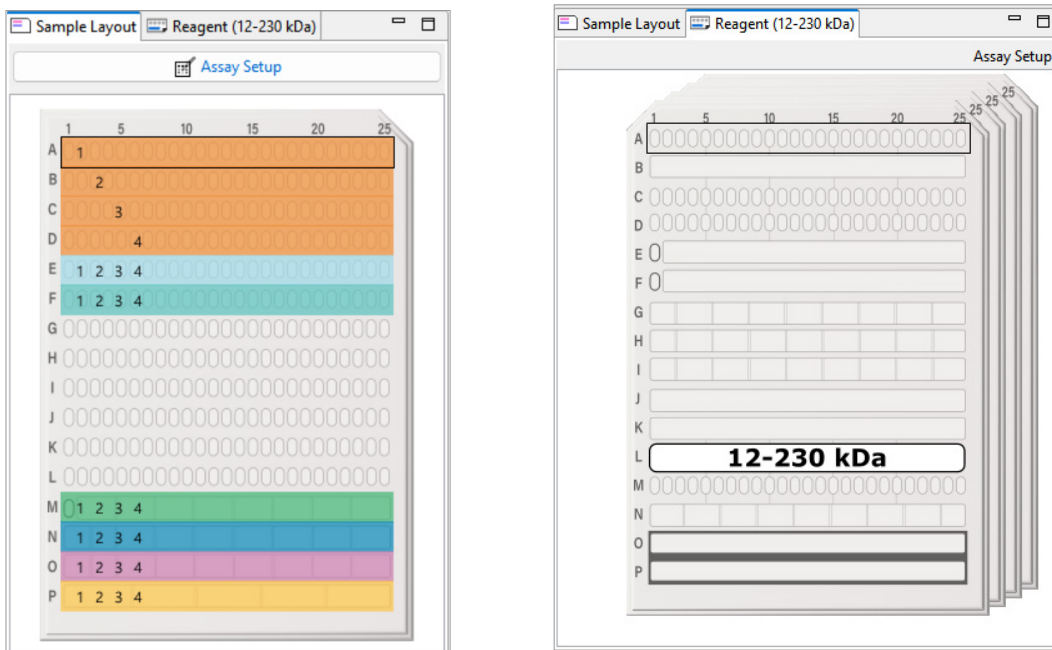 Sample Layout Reagent (12-230 kDa)
Assay Setup
1 5 10 15 20 25
A 1
B 2
C 3
D 4
E 1 2 3 4
F 1 2 3 4
G
H
I
J
K
L
M 1 2 3 4
N 1 2 3 4
O 1 2 3 4
P 1 2 3 4
Sample Layout Reagent (12-230 kDa)
Assay Setup
1 5 10 15 20 25 25 25 25
A
B
C
D
E
F
G
H
I
J
K
L 12-230 kDa
M
N
O
P